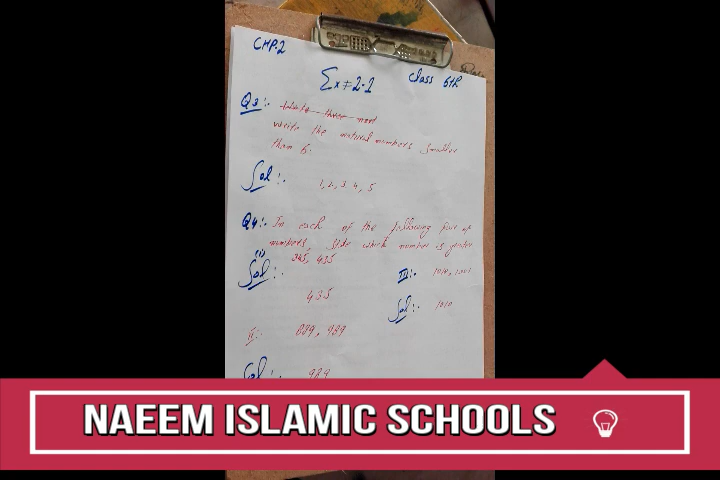 CHP.2
Class 6th
Ex # 2.1
Q3:-
write the natural numbers smaller
than 6.
Sol:-
1, 2, 3, 4, 5
Q4:- In each of the following pair of
numbers, state which number is greater
(i) 345, 435
Sol:-
435
III:- 1010, 1001
Sol:- 1010
II:- 889, 989
Sol:- 989
NAEEM ISLAMIC SCHOOLS